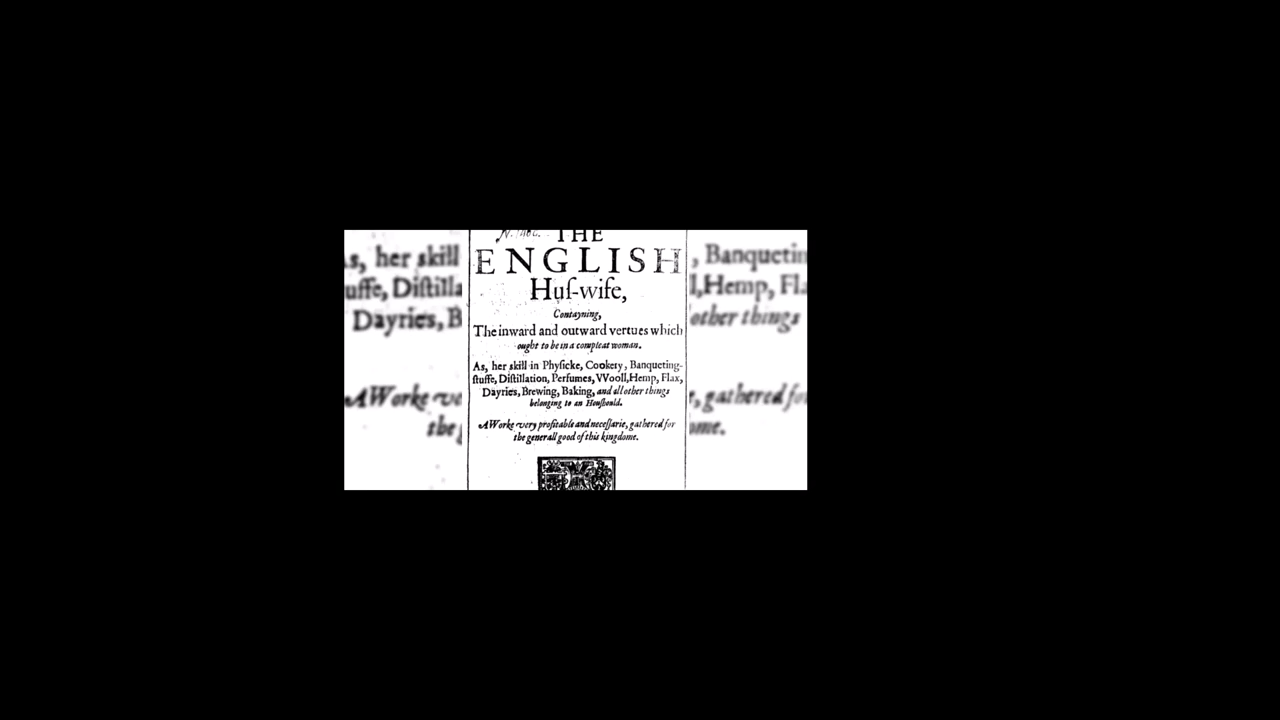 THE
ENGLISH
Huſ-wife,
Contayning,
The inward and outward vertues which
ought to be in a compleat woman.
As, her skill in Phyſicke, Cookery, Banqueting-
ſtuffe, Diſtillation, Perfumes, VVooll, Hemp, Flax,
Dayries, Brewing, Baking, and all other things
belonging to an Houſhould.
A Worke very profitable and neceſſarie, gathered for
the generall good of this kingdome.